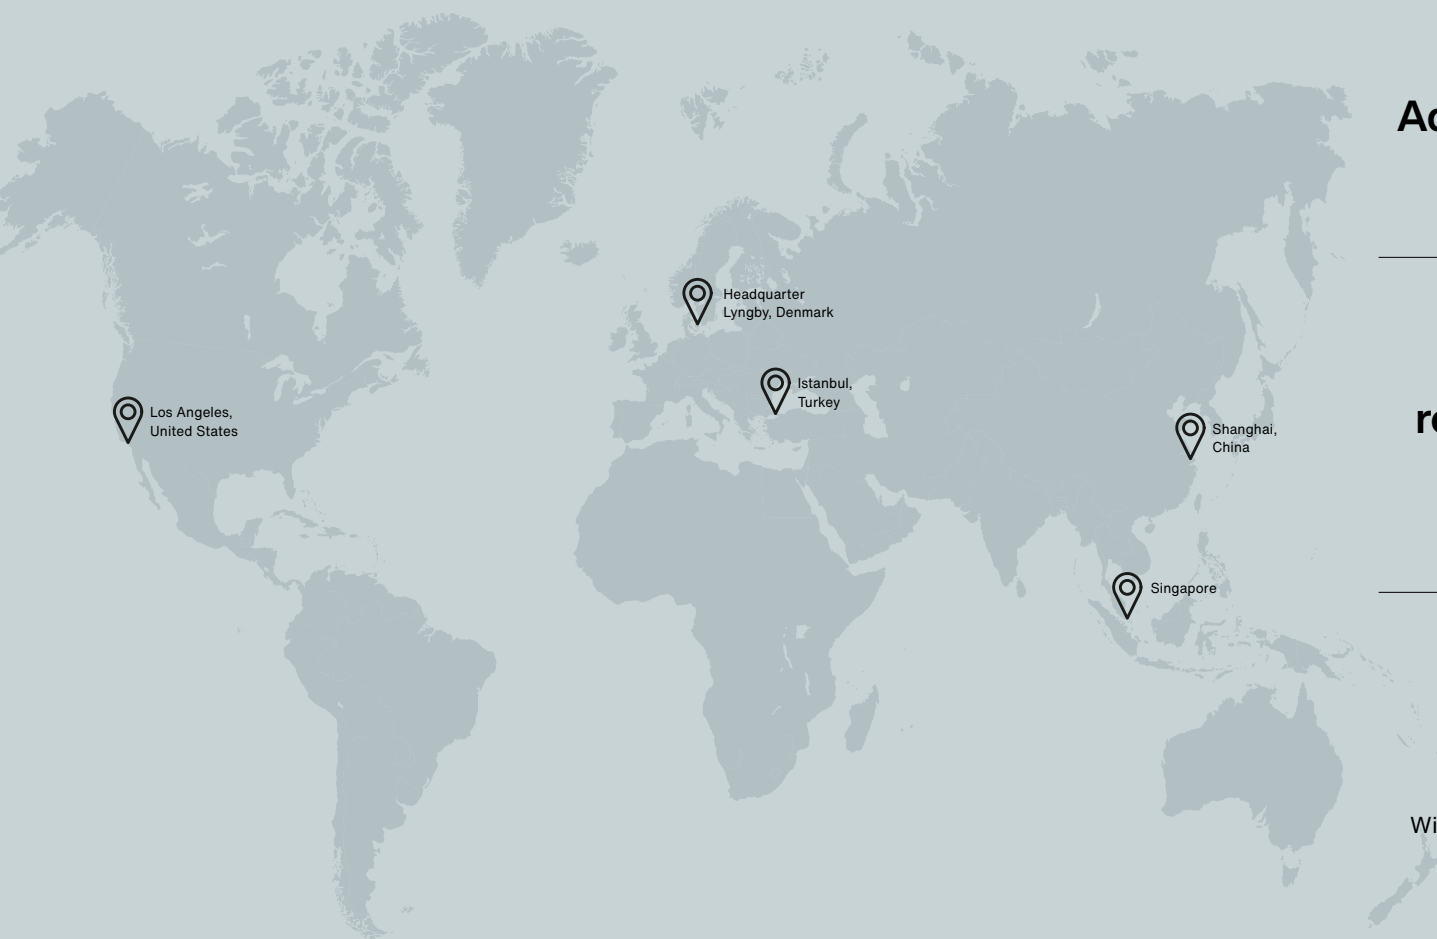 Headquarter
Lyngby, Denmark
Istanbul,
Turkey
Los Angeles,
United States
Shanghai,
China
Singapore